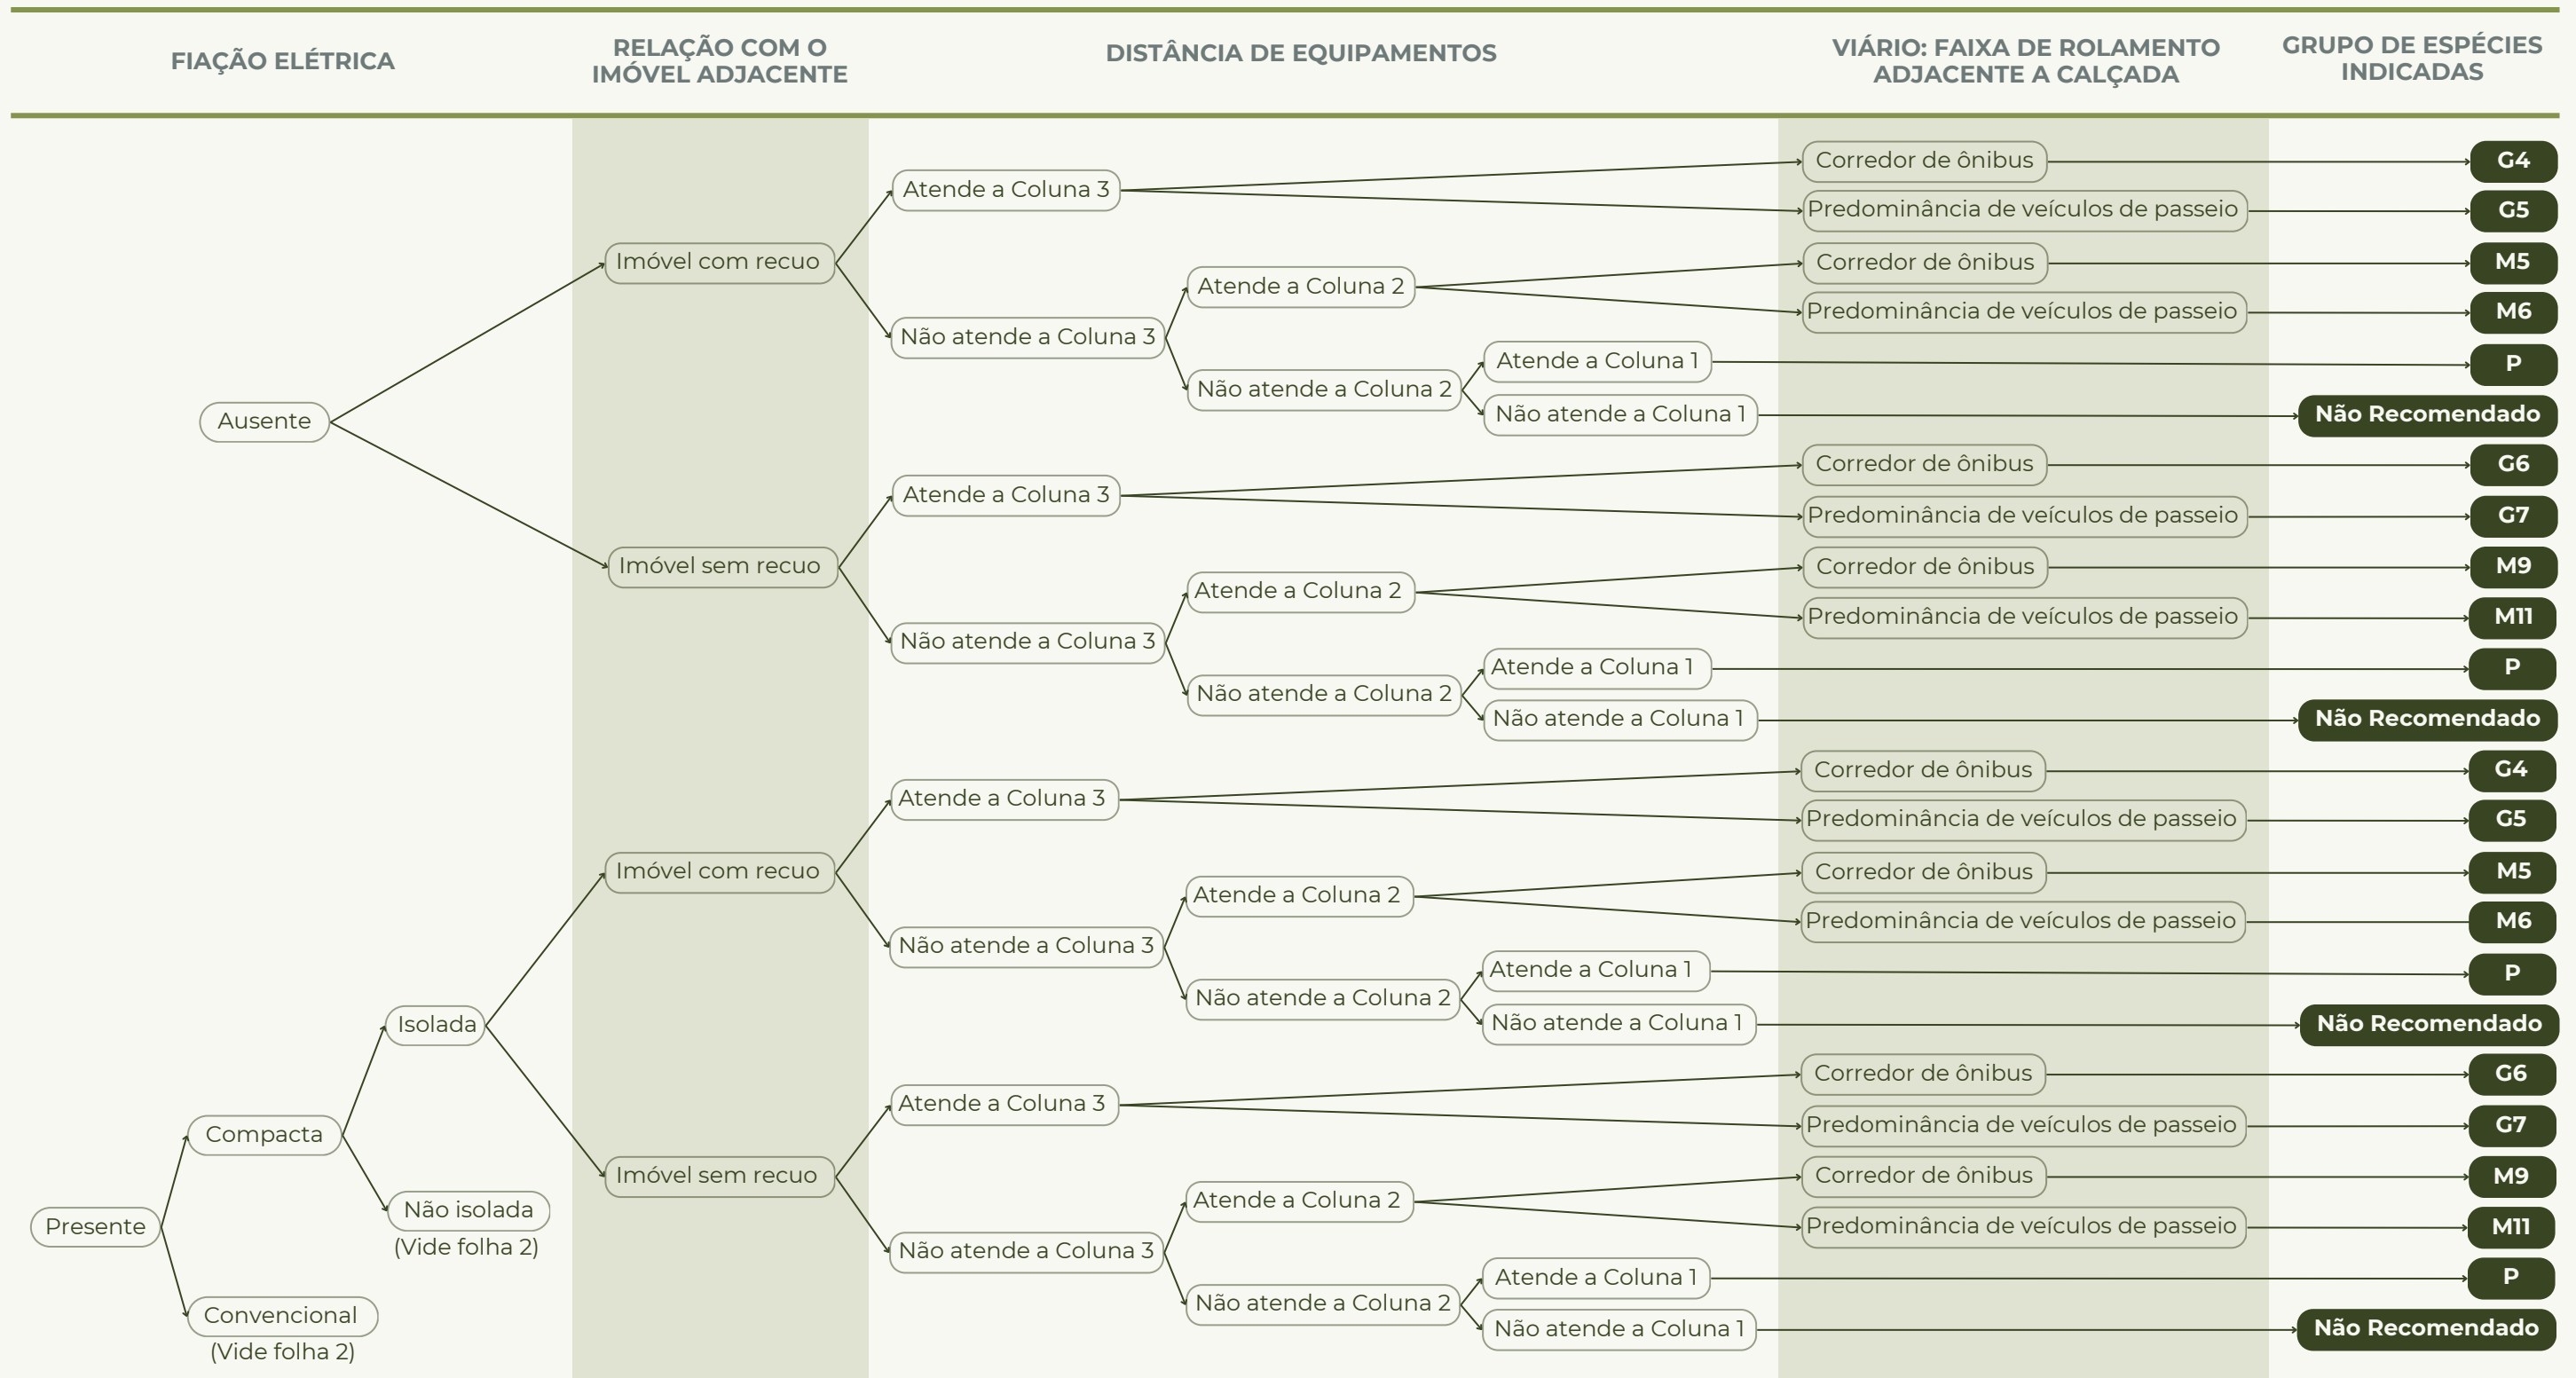 FIAÇÃO ELÉTRICA
RELAÇÃO COM O
IMÓVEL ADJACENTE
DISTÂNCIA DE EQUIPAMENTOS
VIÁRIO: FAIXA DE ROLAMENTO
ADJACENTE A CALÇADA
GRUPO DE ESPÉCIES
INDICADAS
Ausente
Imóvel com recuo
Atende a Coluna 3
Corredor de ônibus
G4
Predominância de veículos de passeio
G5
Não atende a Coluna 3
Atende a Coluna 2
Corredor de ônibus
M5
Predominância de veículos de passeio
M6
Não atende a Coluna 2
Atende a Coluna 1
P
Não atende a Coluna 1
Não Recomendado
Imóvel sem recuo
Atende a Coluna 3
Corredor de ônibus
G6
Predominância de veículos de passeio
G7
Não atende a Coluna 3
Atende a Coluna 2
Corredor de ônibus
M9
Predominância de veículos de passeio
M11
Não atende a Coluna 2
Atende a Coluna 1
P
Não atende a Coluna 1
Não Recomendado
Presente
Compacta
Isolada
Imóvel com recuo
Atende a Coluna 3
Corredor de ônibus
G4
Predominância de veículos de passeio
G5
Não atende a Coluna 3
Atende a Coluna 2
Corredor de ônibus
M5
Predominância de veículos de passeio
M6
Não atende a Coluna 2
Atende a Coluna 1
P
Não atende a Coluna 1
Não Recomendado
Imóvel sem recuo
Atende a Coluna 3
Corredor de ônibus
G6
Predominância de veículos de passeio
G7
Não atende a Coluna 3
Atende a Coluna 2
Corredor de ônibus
M9
Predominância de veículos de passeio
M11
Não atende a Coluna 2
Atende a Coluna 1
P
Não atende a Coluna 1
Não Recomendado
Não isolada
(Vide folha 2)
Convencional
(Vide folha 2)